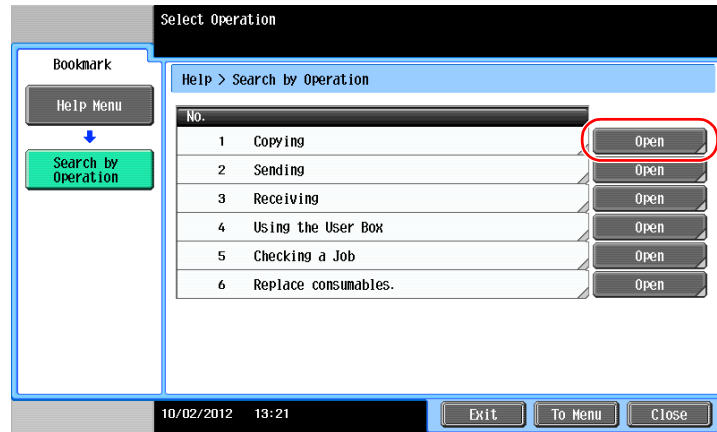 Select Operation
Bookmark
Help > Search by Operation
Help Menu
No.
1 Copying Open
Search by
Operation
2 Sending Open
3 Receiving Open
4 Using the User Box Open
5 Checking a Job Open
6 Replace consumables. Open
10/02/2012 13:21 Exit To Menu Close